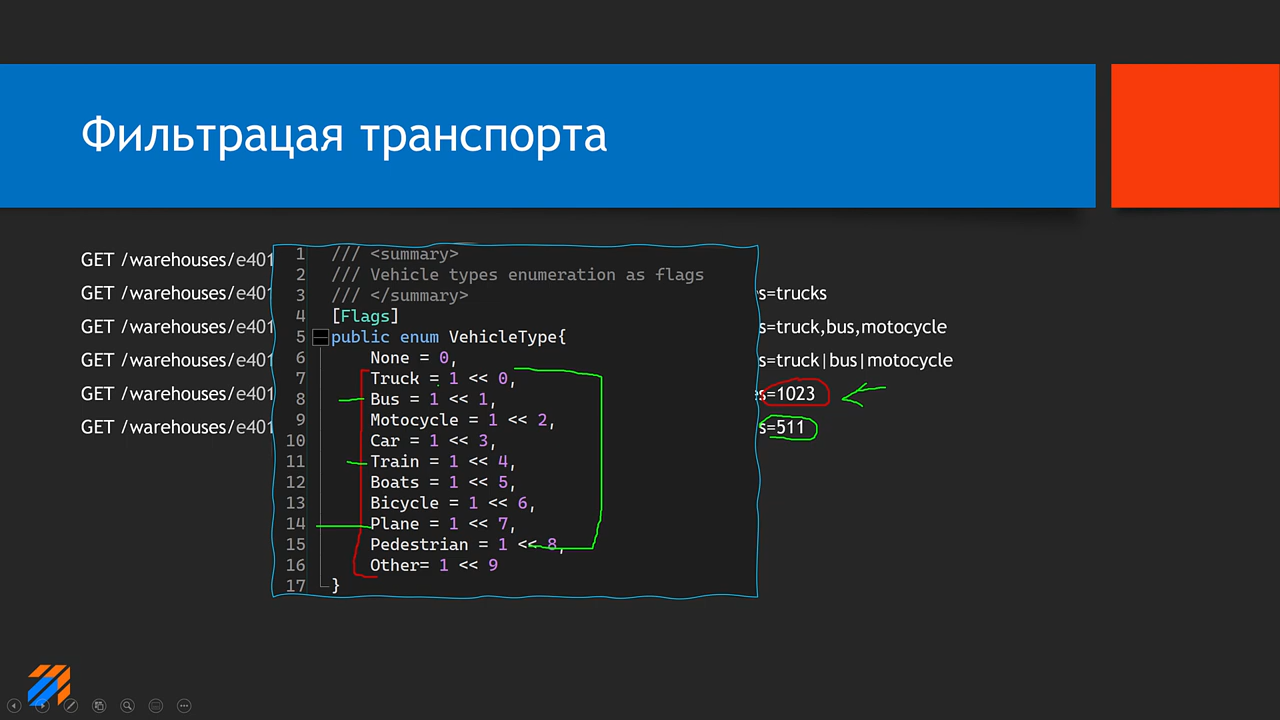 Фильтрацая транспорта
GET /warehouses/e401
GET /warehouses/e401 s=trucks
GET /warehouses/e401 s=truck,bus,motocycle
GET /warehouses/e401 s=truck|bus|motocycle
GET /warehouses/e401 es=1023
GET /warehouses/e401 s=511
1 /// <summary>
2 /// Vehicle types enumeration as flags
3 /// </summary>
4 [Flags]
5 public enum VehicleType{
6 None = 0,
7 Truck = 1 << 0,
8 Bus = 1 << 1,
9 Motocycle = 1 << 2,
10 Car = 1 << 3,
11 Train = 1 << 4,
12 Boats = 1 << 5,
13 Bicycle = 1 << 6,
14 Plane = 1 << 7,
15 Pedestrian = 1 << 8,
16 Other= 1 << 9
17 }